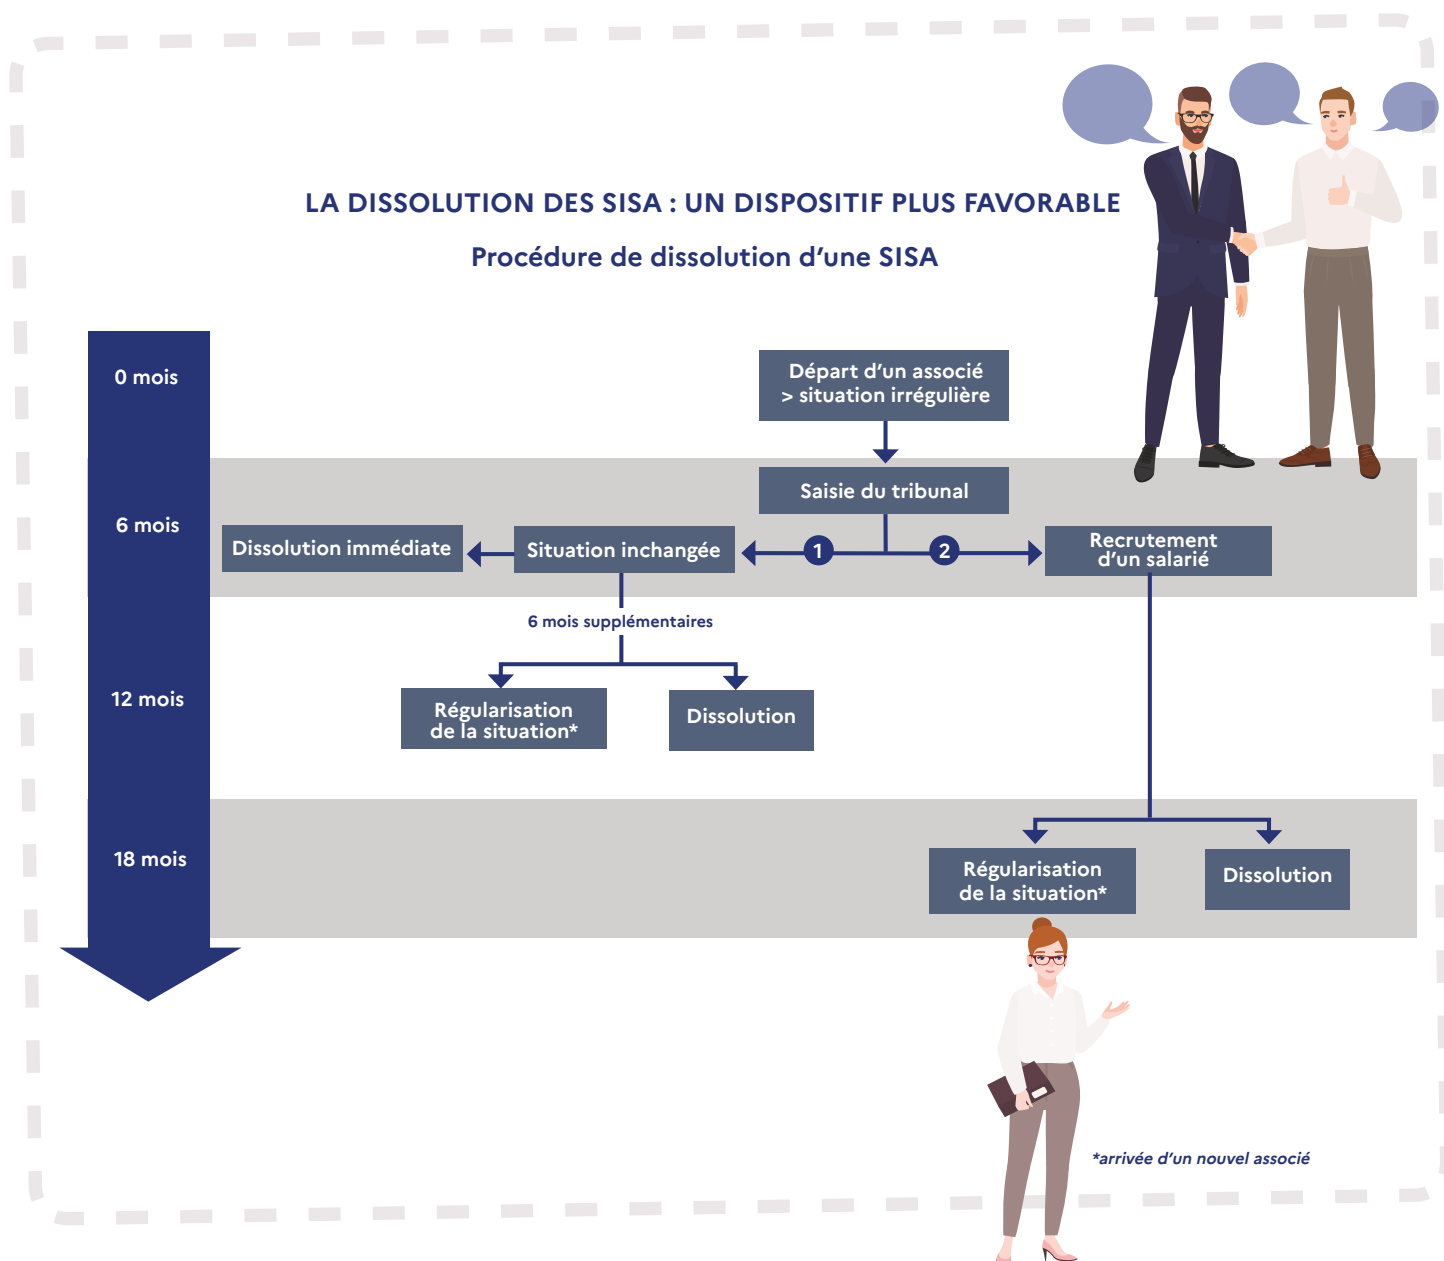 LA DISSOLUTION DES SISA : UN DISPOSITIF PLUS FAVORABLE
Procédure de dissolution d’une SISA
0 mois
Départ d’un associé
> situation irrégulière
6 mois
Saisie du tribunal
Dissolution immédiate
Situation inchangée
1
2
Recrutement
d’un salarié
6 mois supplémentaires
12 mois
Régularisation
de la situation*
Dissolution
18 mois
Régularisation
de la situation*
Dissolution
*arrivée d’un nouvel associé